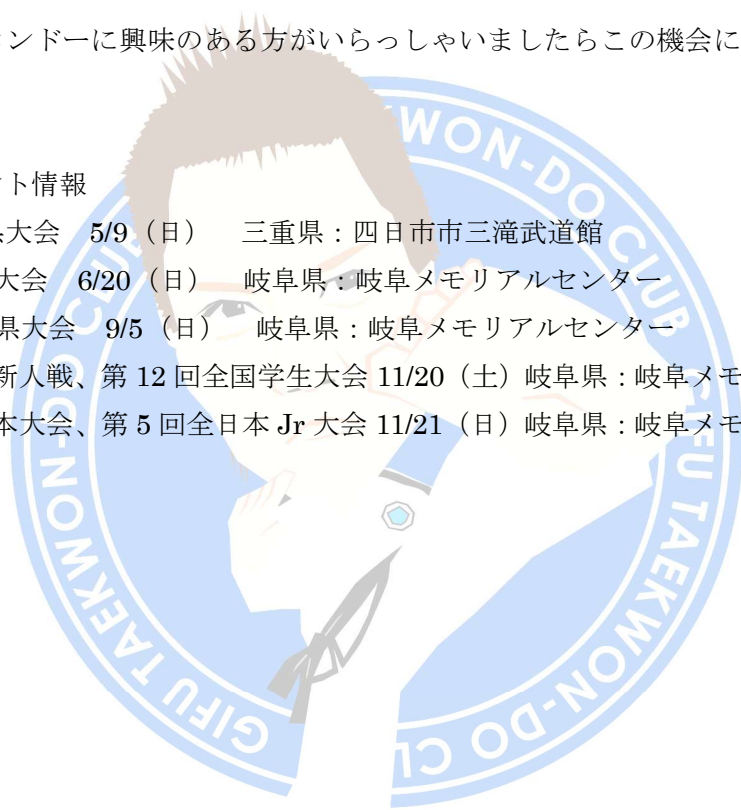 ンドーに興味のある方がいらっしゃいましたらこの機会に
ト情報
大会 5/9（日） 三重県：四日市市三滝武道館
大会 6/20（日） 岐阜県：岐阜メモリアルセンター
県大会 9/5（日） 岐阜県：岐阜メモリアルセンター
新人戦、第 12 回全国学生大会 11/20（土）岐阜県：岐阜メモ
本大会、第 5 回全日本 Jr 大会 11/21（日）岐阜県：岐阜メモ
GIFU TAEKWON-DO CLUB
GIFU TAEKWON-DO CLUB